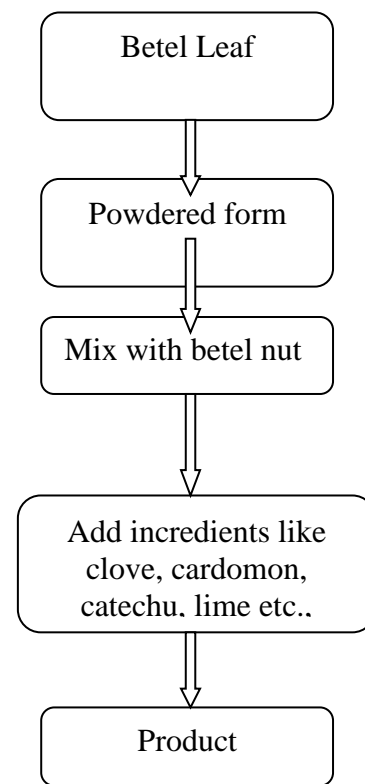 Betel Leaf
Powdered form
Mix with betel nut
Add incredients like
clove, cardomon,
catechu, lime etc.,
Product